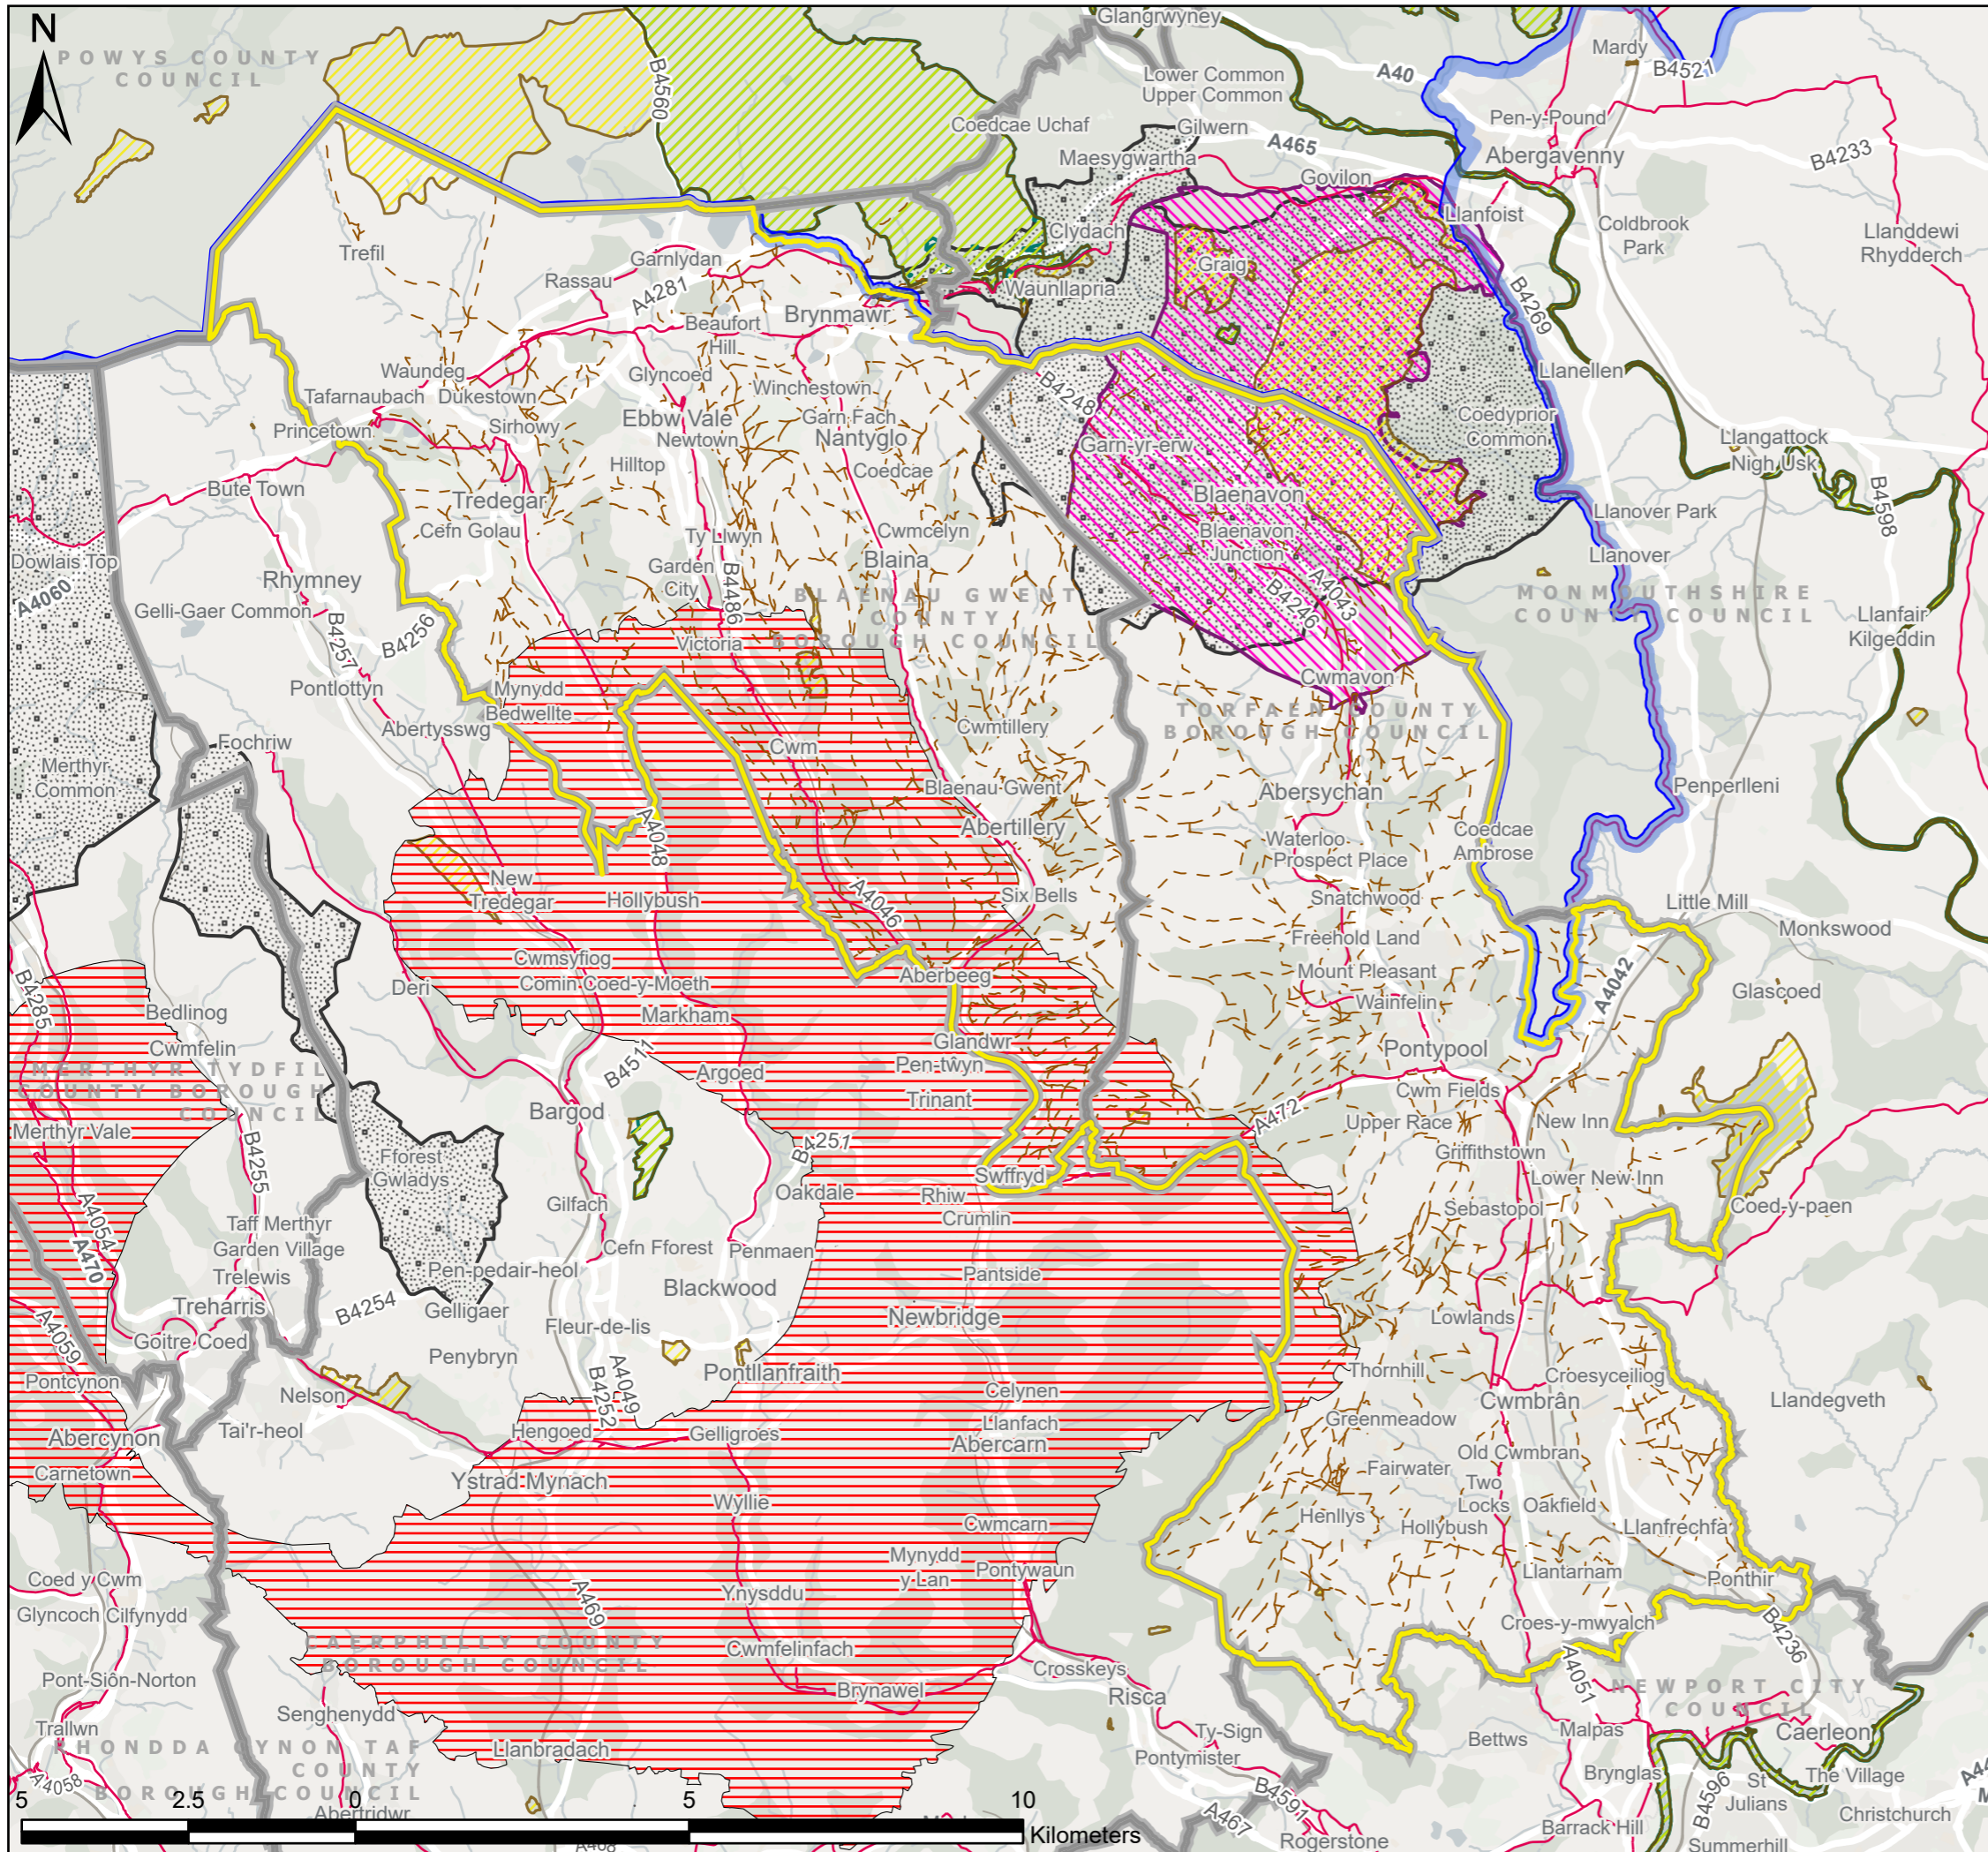 N
POWYS COUNTY
COUNCIL
Glangrwyney
Mardy
B4521
B4560
Lower Common
Upper Common
A40
Pen-y-Pound
Coedcae Uchaf
Gilwern
A465
Abergavenny
B4233
Maesygwartha
Govilon
Trefil
Clydach
Llanfoist
Coldbrook
Park
Llanddewi
Rhydderch
Garnlydan
Graig
Rassau
A4281
Waunllapria
B4269
Beaufort
Hill
Brynmawr
Waundeg
Glyncoed
Winchestown
B4248
Llanellen
Tafarnaubach
Dukestown
Princetown
Sirhowy
Ebbw Vale
Newtown
Garn Fach
Nantyglo
Garn-yr-erw
Coedyprior
Common
Llangattock
Nigh Usk
Hilltop
Coedcae
Bute Town
Tredegar
Blaenavon
Llanover Park
B4598
Cefn Golau
Ty Llwyn
Cwmcelyn
Blaenavon
Junction
Llanover
Dowlais Top
Garden
City
Blaina
A4060
Rhymney
B4486
BLAENAU GWENT
COUNTY
BOROUGH COUNCIL
A4043
B4246
MONMOUTHSHIRE
COUNTY COUNCIL
Gelli-Gaer Common
B4257
B4256
Victoria
Llanfair
Kilgeddin
Pontlottyn
Mynydd
Bedwellte
Cwmavon
Abertysswg
TORFAEN COUNTY
BOROUGH COUNCIL
Fochriw
Cwm
Cwmtillery
Merthyr
Common
Blaenau Gwent
Abersychan
Penperlleni
A4048
Abertillery
Waterloo
Prospect Place
Coedcae
Ambrose
New
Tredegar
Hollybush
A4046
Six Bells
Snatchwood
Little Mill
Freehold Land
Monkswood
B4285
Cwmsyfiog
Comin Coed-y-Moeth
Aberbeeg
Mount Pleasant
A4042
Deri
Wainfelin
Glascoed
Bedlinog
Markham
Cwmfelin
Glandwr
Pontypool
MERTHYR TYDFIL
COUNTY BOROUGH
COUNCIL
B4511
Argoed
Pen-twyn
Cwm Fields
Bargod
Trinant
A472
Upper Race
New Inn
Merthyr Vale
B4255
B4251
Griffithstown
Fforest
Gwladys
Swffryd
Lower New Inn
Oakdale
Rhiw
Crumlin
Gilfach
Sebastopol
Coed-y-paen
A4054
A470
Taff Merthyr
Garden Village
Cefn Fforest
Penmaen
Trelewis
Pen-pedair-heol
Pantside
Treharris
B4254
Gelligaer
Blackwood
Newbridge
Lowlands
A4059
Goitre Coed
Fleur-de-lis
Penybryn
Pontcynon
Pontllanfraith
Thornhill
Croesyceiliog
Nelson
A4049
B4252
Celynen
Cwmbrân
Llandegveth
Tai'r-heol
Llanfach
Greenmeadow
Abercynon
Hengoed
Gelligroes
Abercarn
Old Cwmbran
Carnetown
Ystrad Mynach
Fairwater
Two
Locks
Oakfield
Wyllie
Henllys
Hollybush
Llanfrechfa
Cwmcarn
Mynydd
y Lan
Pontywaun
Llantarnam
Coed y Cwm
Ponthir
A469
Ynysddu
Glyncoch
Cilfynydd
Croes-y-mwyalch
B4236
CAERPHILLY COUNTY
BOROUGH COUNCIL
Cwmfelinfach
Crosskeys
A4051
Pont-Siôn-Norton
Brynawel
Risca
NEWPORT CITY
COUNCIL
Senghenydd
Trallwn
Ty-Sign
Malpas
Caerleon
RHONDDA CYNON TAF
COUNTY
BOROUGH COUNCIL
Llanbradach
Pontymister
Bettws
A4058
Brynglas
St
Julians
The Village
B4596
Abertridwr
B4591
Christchurch
A467
Barrack Hill
A468
Rogerstone
Summerhill
5 2.5 0 5 10
Kilometers